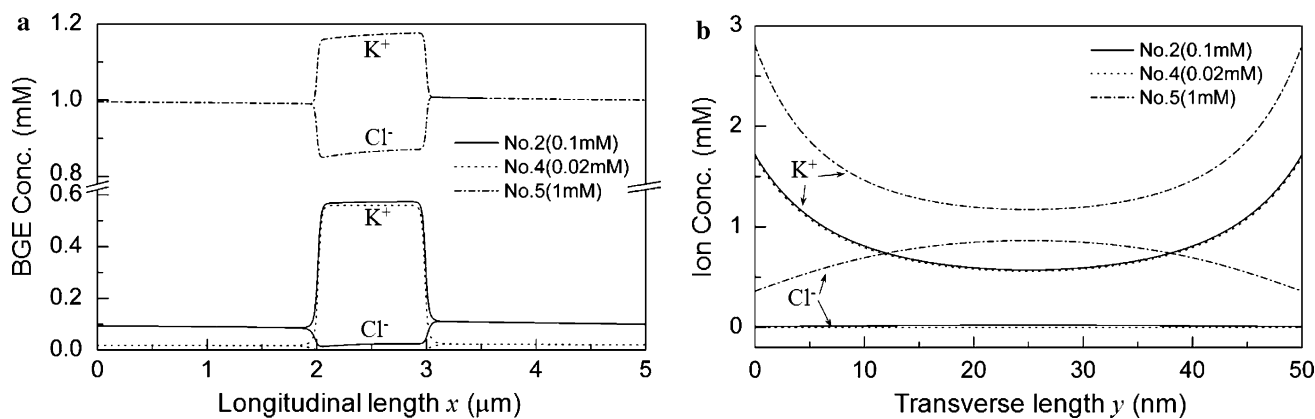 a
BGE Conc. (mM)
1.2
1.0
0.8
0.6
0.4
0.2
0.0
K+
Cl-
No.2(0.1mM)
No.4(0.02mM)
No.5(1mM)
K+
Cl-
0 1 2 3 4 5
Longitudinal length x (μm)
b
Ion Conc. (mM)
3
2
1
0
No.2(0.1mM)
No.4(0.02mM)
No.5(1mM)
K+
Cl-
0 10 20 30 40 50
Transverse length y (nm)